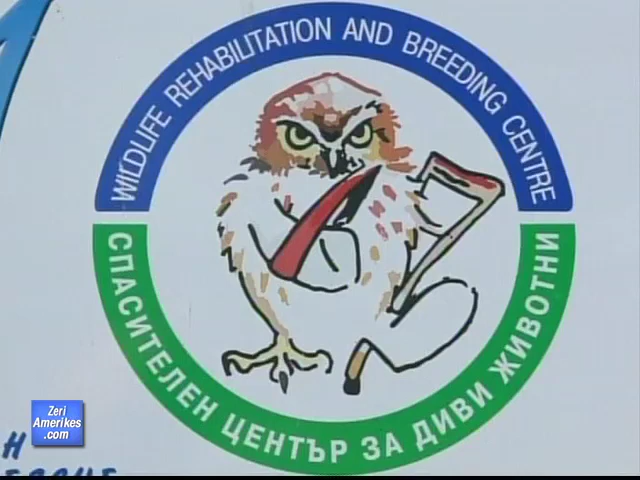 WILDLIFE REHABILITATION AND BREEDING CENTRE
СПАСИТЕЛЕН ЦЕНТЪР ЗА ДИВИ ЖИВОТНИ
Zeri
Amerikes
.com
Н